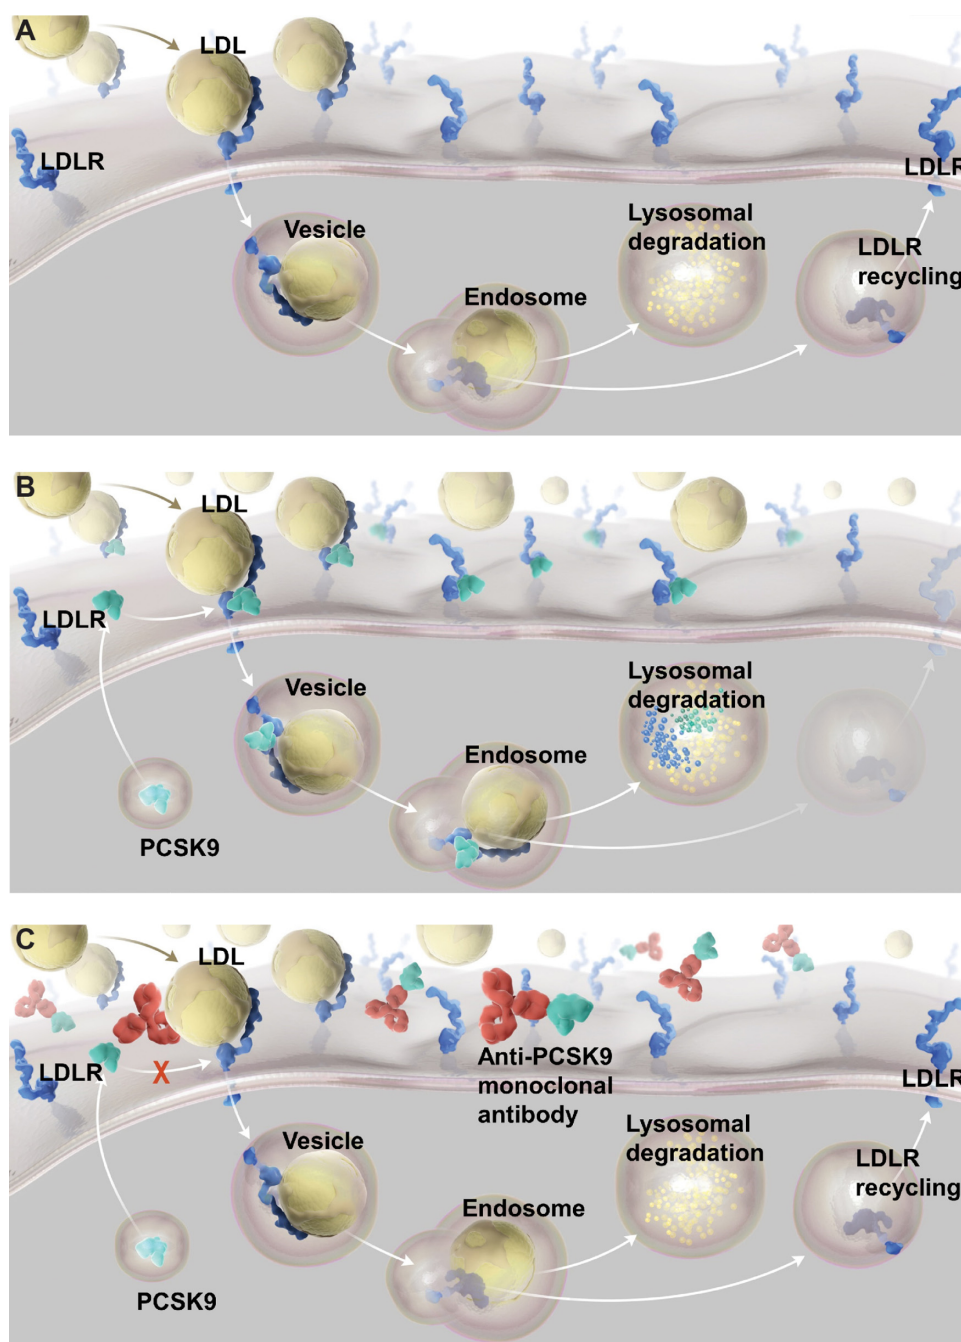 A
LDL
LDLR
LDLR
Vesicle
Lysosomal
degradation
LDLR
recycling
Endosome
B
LDL
LDLR
Vesicle
Lysosomal
degradation
Endosome
PCSK9
C
LDL
LDLR
X
Anti-PCSK9
monoclonal
antibody
LDLR
Vesicle
Lysosomal
degradation
LDLR
recycling
Endosome
PCSK9